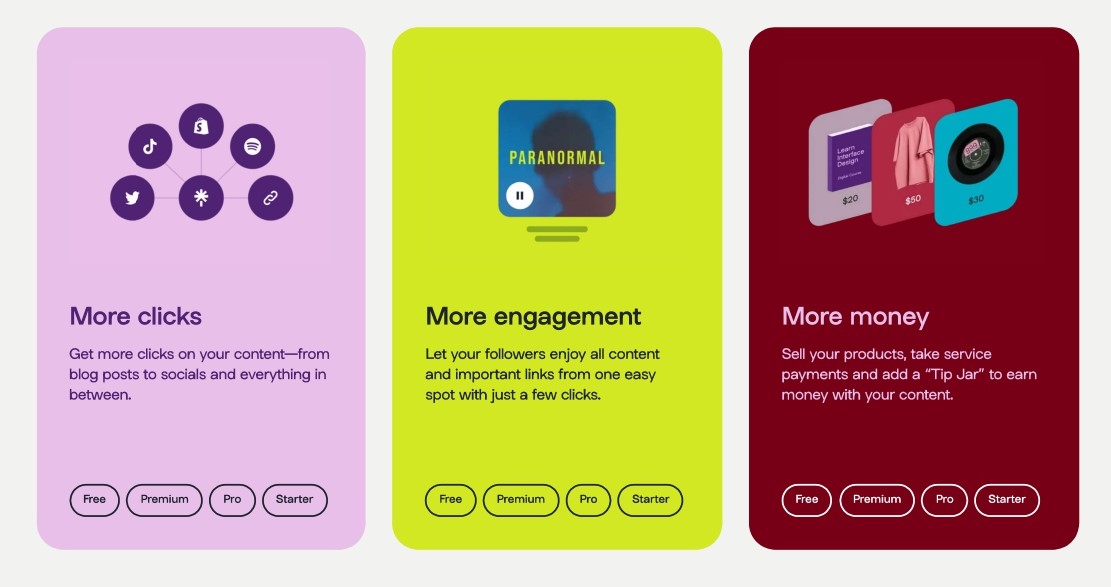 PARANORMAL
Learn
Interface
Design
$20
$50
$30
More clicks
Get more clicks on your content—from
blog posts to socials and everything in
between.
Free
Premium
Pro
Starter
More engagement
Let your followers enjoy all content
and important links from one easy
spot with just a few clicks.
Free
Premium
Pro
Starter
More money
Sell your products, take service
payments and add a “Tip Jar” to earn
money with your content.
Free
Premium
Pro
Starter